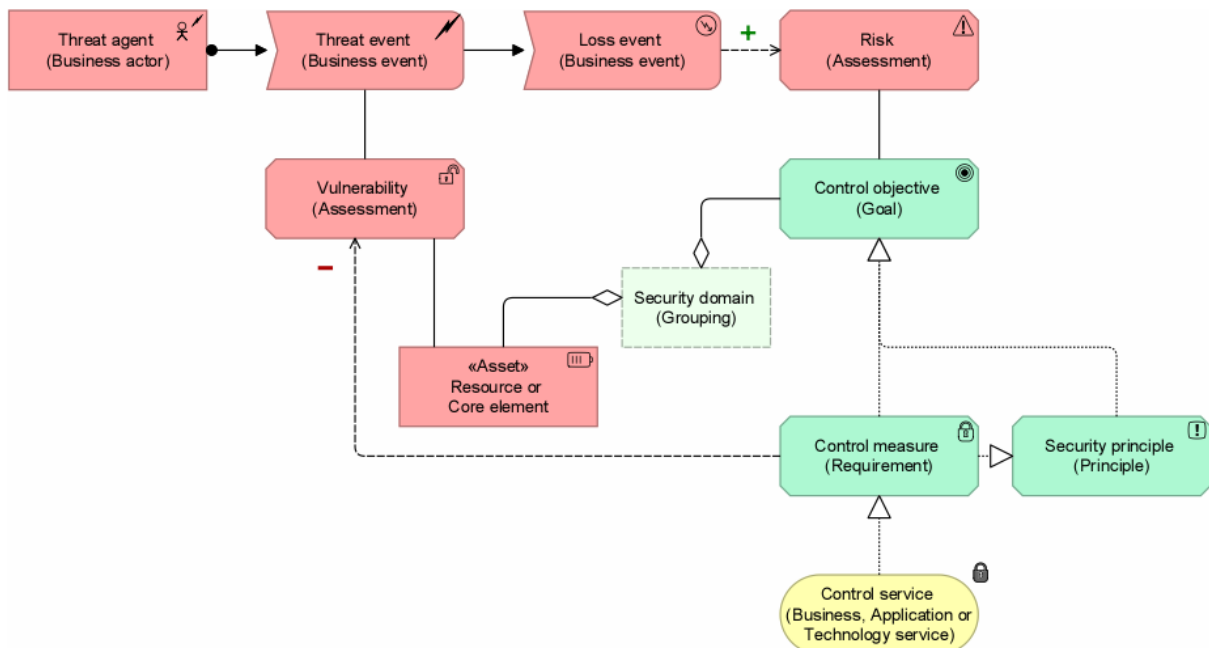 Threat agent
(Business actor)
Threat event
(Business event)
Loss event
(Business event)
+
Risk
(Assessment)
Vulnerability
(Assessment)
Control objective
(Goal)
–
Security domain
(Grouping)
«Asset»
Resource or
Core element
Control measure
(Requirement)
Security principle
(Principle)
Control service
(Business, Application or
Technology service)